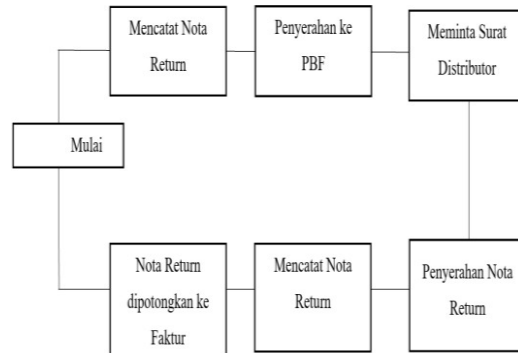 Mencatat Nota
Return
Penyerahan ke
PBF
Meminta Surat
Distributor
Mulai
Nota Return
dipotongkan ke
Faktur
Mencatat Nota
Return
Penyerahan Nota
Return